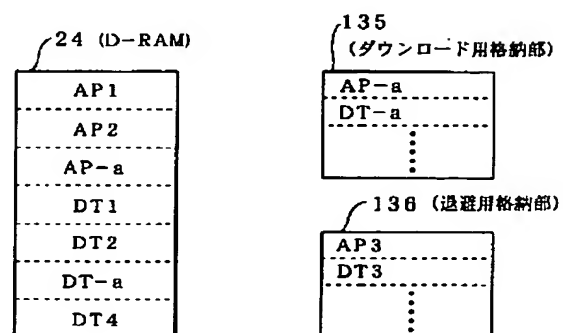 24 (D-RAM)
AP1
AP2
AP-a
DT1
DT2
DT-a
DT4
135
(ダウンロード用格納部)
AP-a
DT-a
136 (退避用格納部)
AP3
DT3